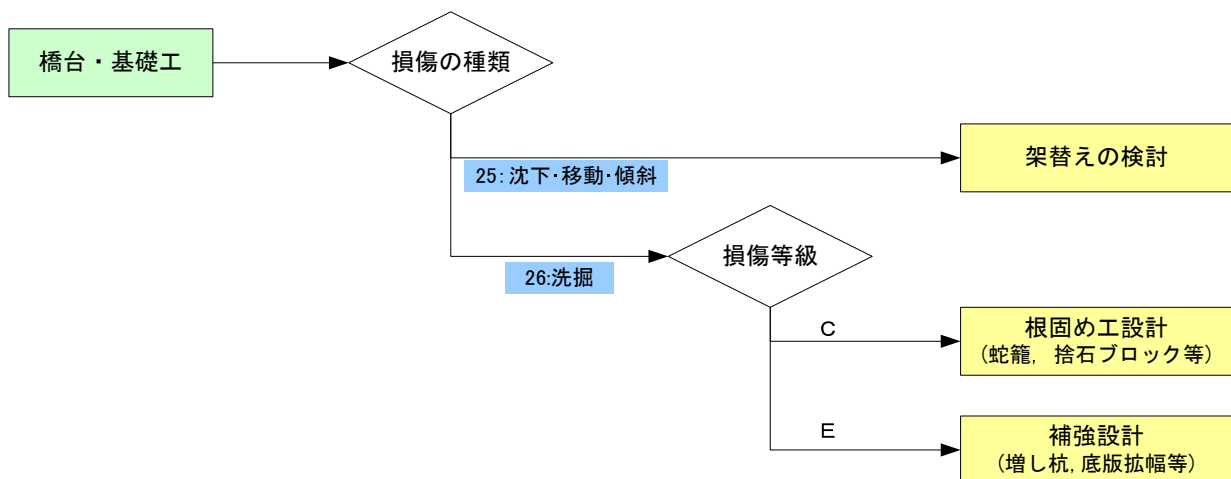 橋台・基礎工
損傷の種類
架替えの検討
25:沈下・移動・傾斜
損傷等級
26:洗掘
C
根固め工設計
(蛇籠, 捨石ブロック等)
E
補強設計
(増し杭,底版拡幅等)